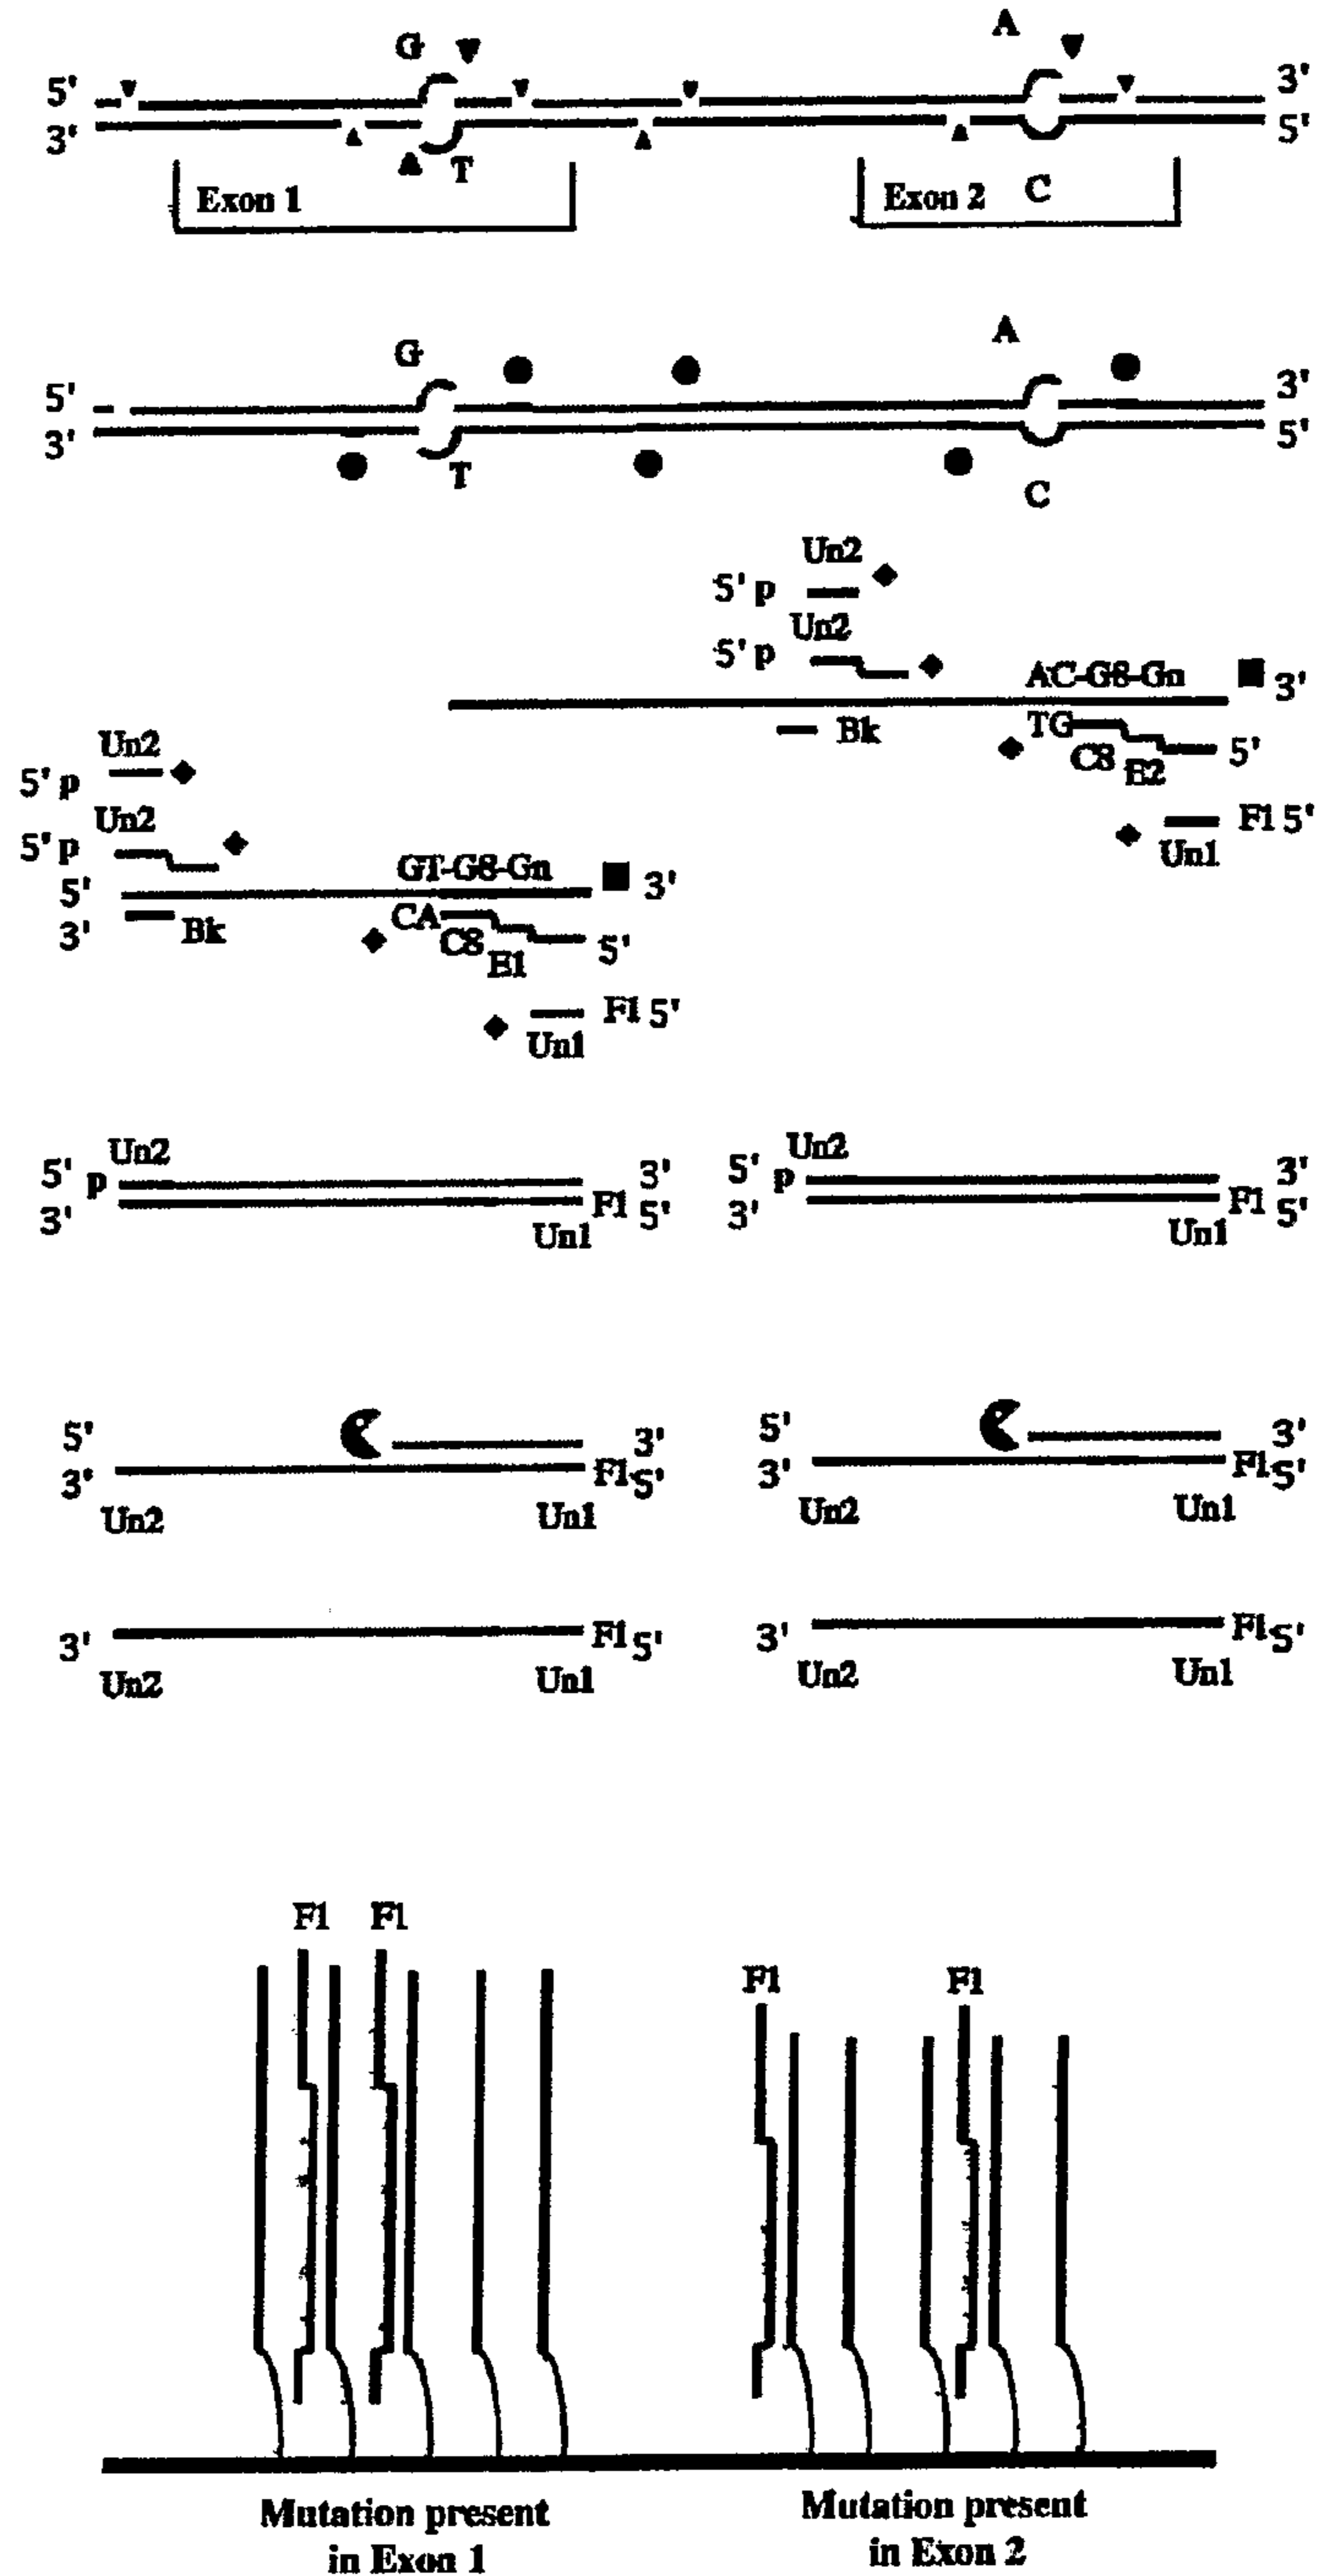 G A
5' 3'
3' 5'
T C
Exon 1 Exon 2
G A
5' 3'
3' 5'
T C
Un2
5' p
Un2
5' p
AC-G8-Gn
3'
Bk TG
C8 E2 5'
Un2
5' p
Fl 5'
Un1
Un2
5' p
GT-G8-Gn
5' 3'
3' Bk CA
C8 E1 5'
Fl 5'
Un1
Un2 Un2
5' p 3' 5' p 3'
3' Fl 5' 3' Fl 5'
Un1 Un1
5' 3' 5' 3'
3' Fl 5' 3' Fl 5'
Un2 Un1 Un2 Un1
3' Fl 5' 3' Fl 5'
Un2 Un1 Un2 Un1
Fl Fl Fl Fl
Mutation present
in Exon 1
Mutation present
in Exon 2